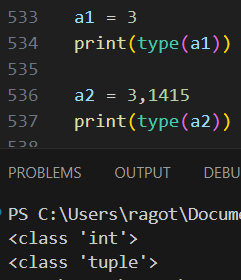 533 a1 = 3
534 print(type(a1))
535
536 a2 = 3,1415
537 print(type(a2))
538
PROBLEMS OUTPUT DEBU
PS C:\Users\ragot\Docume
<class 'int'>
<class 'tuple'>